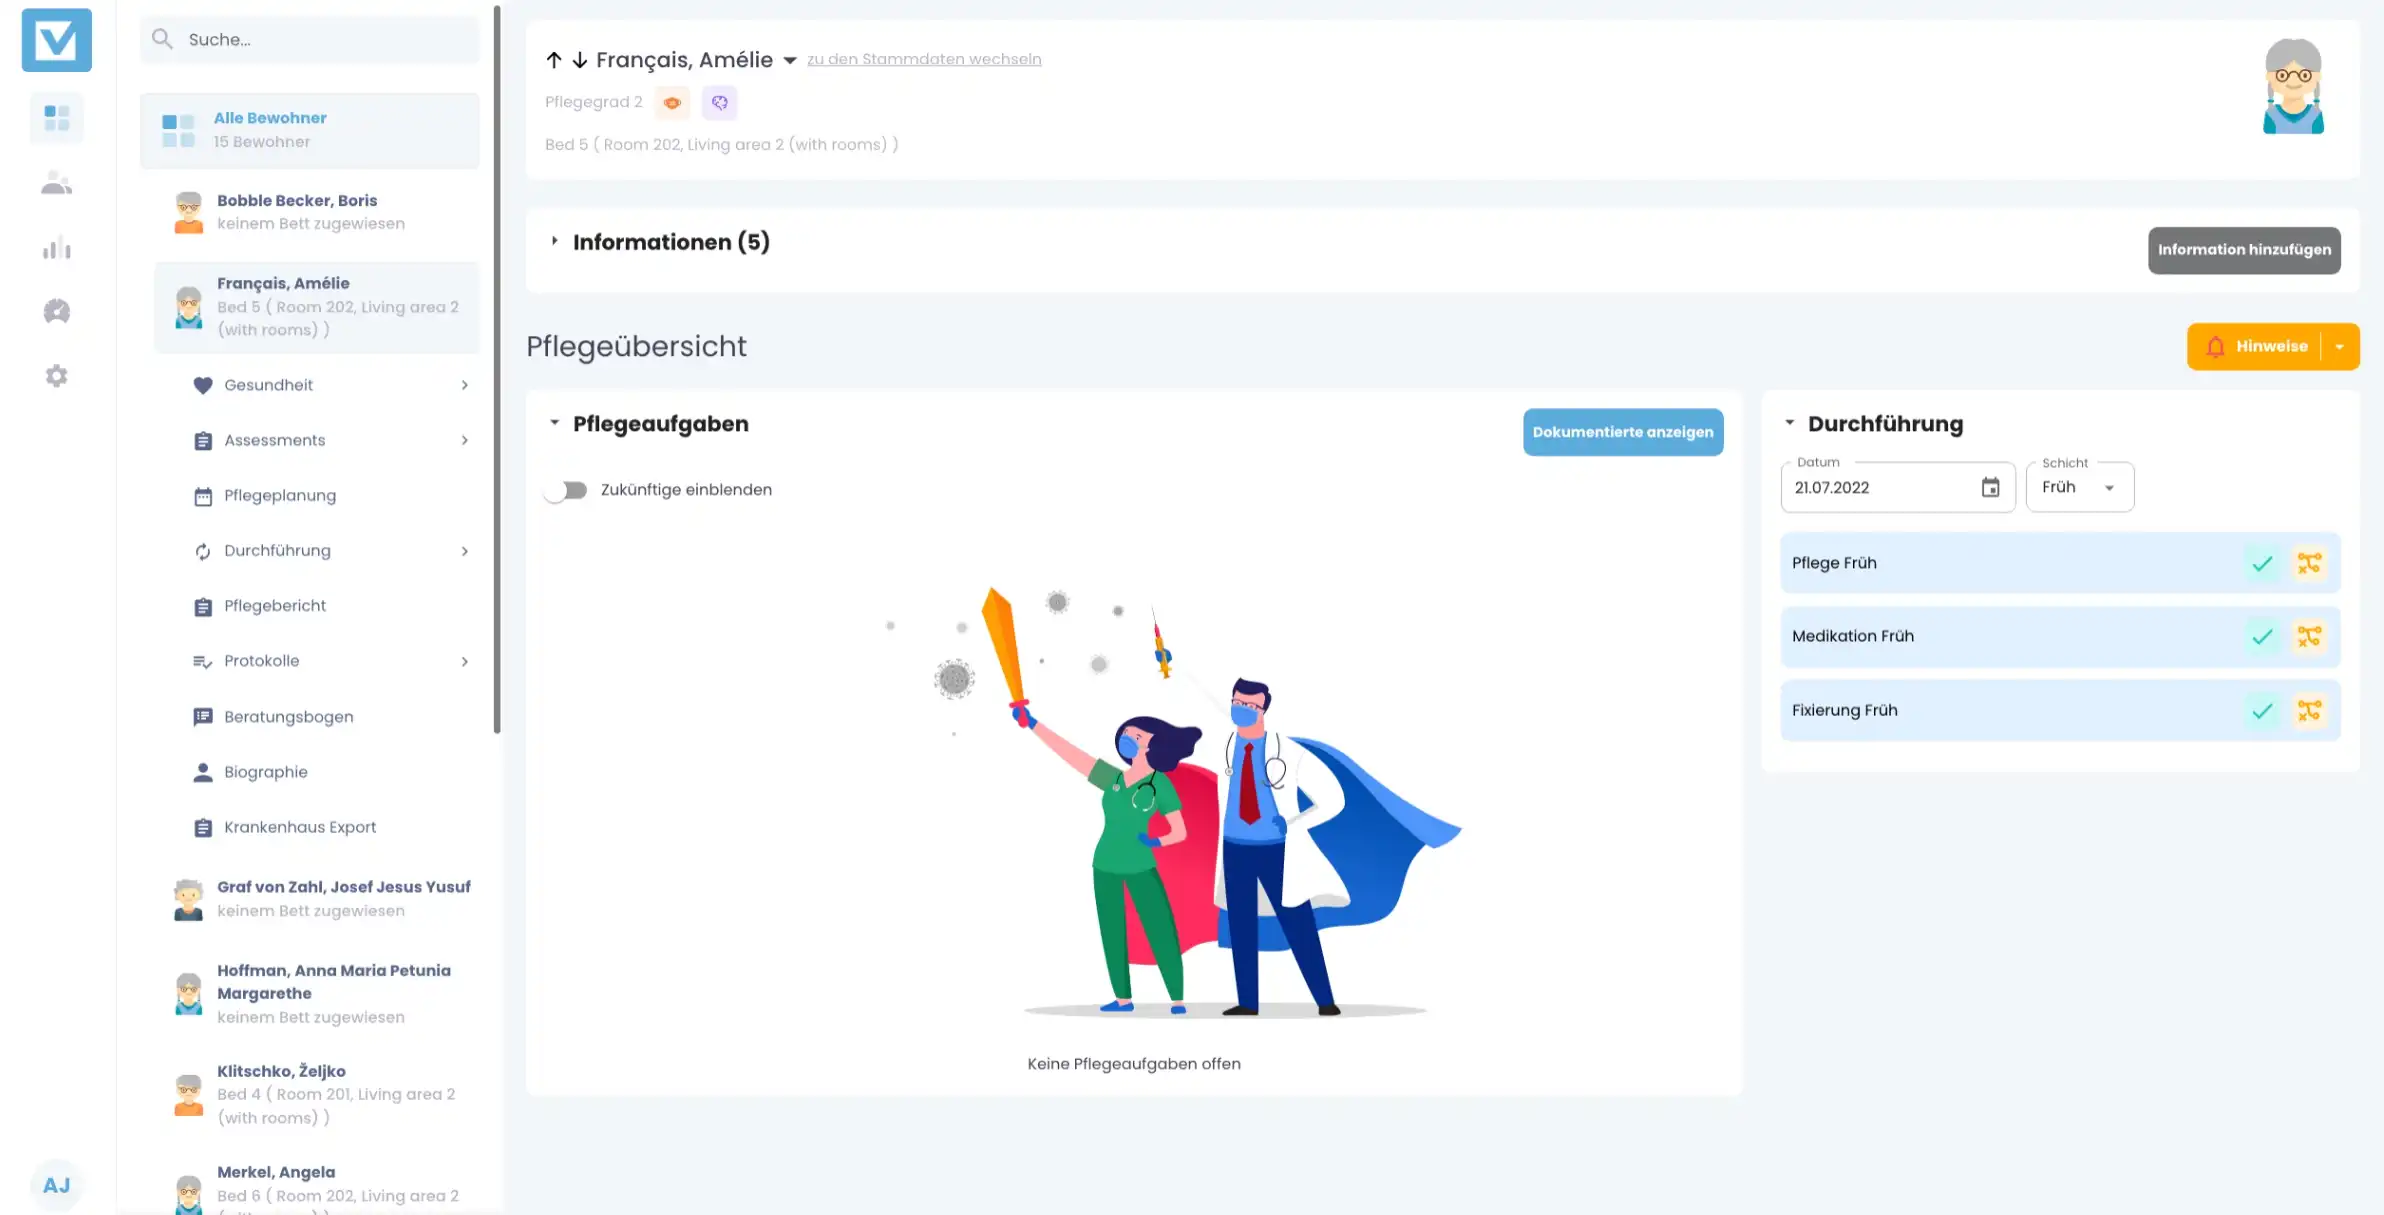 Suche...
Alle Bewohner
15 Bewohner
Bobble Becker, Boris
keinem Bett zugewiesen
Français, Amélie
Bed 5 ( Room 202, Living area 2
(with rooms) )
Gesundheit
Assessments
Pflegeplanung
Durchführung
Pflegebericht
Protokolle
Beratungsbogen
Biographie
Krankenhaus Export
Graf von Zahl, Josef Jesus Yusuf
keinem Bett zugewiesen
Hoffman, Anna Maria Petunia
Margarethe
keinem Bett zugewiesen
Klitschko, Željko
Bed 4 ( Room 201, Living area 2
(with rooms) )
Merkel, Angela
Bed 6 ( Room 202, Living area 2
AJ
Français, Amélie zu den Stammdaten wechseln
Pflegegrad 2
Bed 5 ( Room 202, Living area 2 (with rooms) )
Informationen (5)
Information hinzufügen
Pflegeübersicht
Hinweise
Pflegeaufgaben
Dokumentierte anzeigen
Zukünftige einblenden
Keine Pflegeaufgaben offen
Durchführung
Datum
21.07.2022
Schicht
Früh
Pflege Früh
Medikation Früh
Fixierung Früh